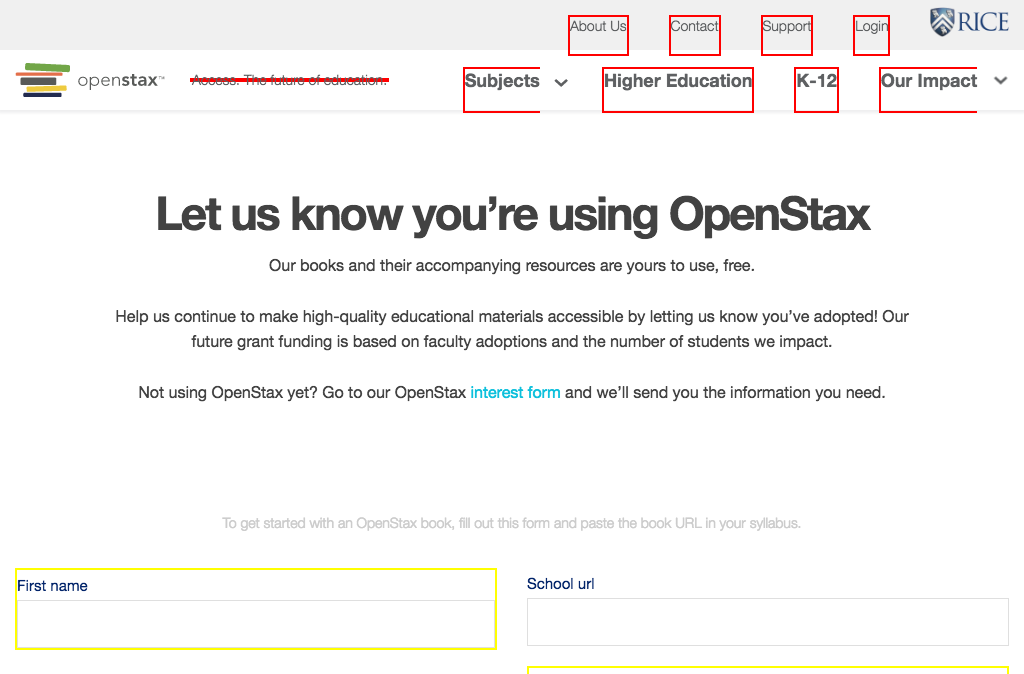 About Us Contact Support Login RICE
openstax™ Access. The future of education. Subjects Higher Education K-12 Our Impact
Let us know you’re using OpenStax
Our books and their accompanying resources are yours to use, free.
Help us continue to make high-quality educational materials accessible by letting us know you’ve adopted! Our
future grant funding is based on faculty adoptions and the number of students we impact.
Not using OpenStax yet? Go to our OpenStax interest form and we’ll send you the information you need.
To get started with an OpenStax book, fill out this form and paste the book URL in your syllabus.
First name School url